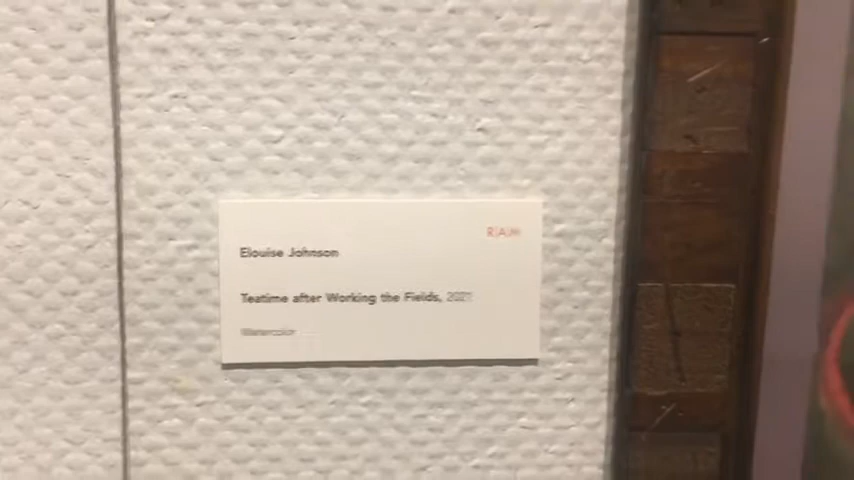 RAM
Elouise Johnson
Teatime after Working the Fields, 2021
Watercolor